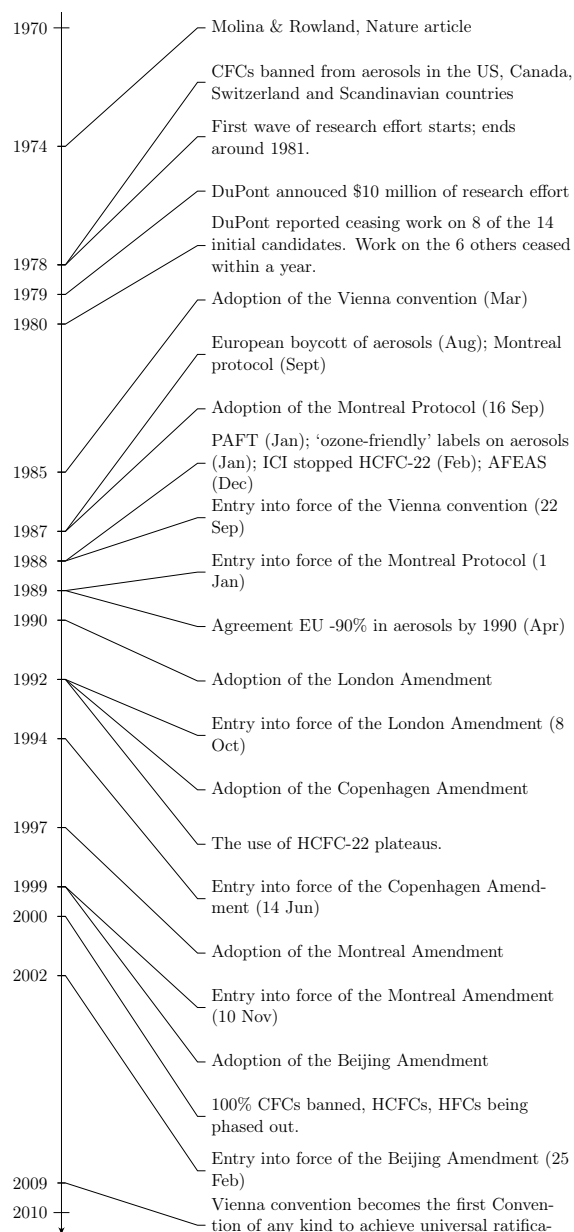 1970
Molina & Rowland, Nature article
CFCs banned from aerosols in the US, Canada,
Switzerland and Scandinavian countries
First wave of research effort starts; ends
around 1981.
1974
DuPont annouced $10 million of research effort
DuPont reported ceasing work on 8 of the 14
initial candidates. Work on the 6 others ceased
within a year.
1978
1979
Adoption of the Vienna convention (Mar)
1980
European boycott of aerosols (Aug); Montreal
protocol (Sept)
Adoption of the Montreal Protocol (16 Sep)
PAFT (Jan); ‘ozone-friendly’ labels on aerosols
(Jan); ICI stopped HCFC-22 (Feb); AFEAS
(Dec)
1985
Entry into force of the Vienna convention (22
Sep)
1987
1988
Entry into force of the Montreal Protocol (1
Jan)
1989
1990
Agreement EU -90% in aerosols by 1990 (Apr)
1992
Adoption of the London Amendment
Entry into force of the London Amendment (8
Oct)
1994
Adoption of the Copenhagen Amendment
1997
The use of HCFC-22 plateaus.
1999
Entry into force of the Copenhagen Amend-
ment (14 Jun)
2000
Adoption of the Montreal Amendment
2002
Entry into force of the Montreal Amendment
(10 Nov)
Adoption of the Beijing Amendment
100% CFCs banned, HCFCs, HFCs being
phased out.
Entry into force of the Beijing Amendment (25
Feb)
2009
Vienna convention becomes the first Conven-
2010
tion of any kind to achieve universal ratifica-